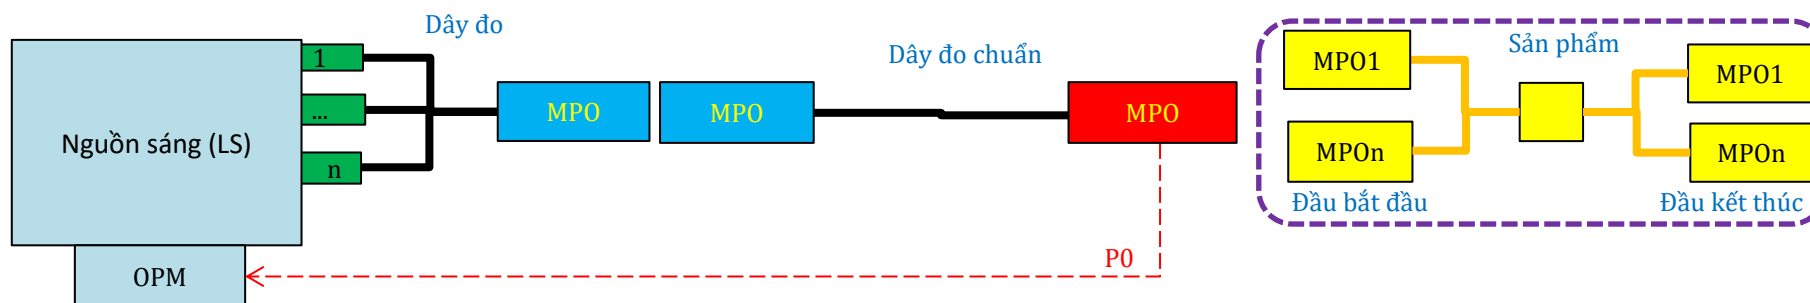 Dây đo
Dây đo chuẩn
Sản phẩm
1
...
n
Nguồn sáng (LS)
MPO
MPO
MPO
MPO1
MPOn
MPO1
MPOn
Đầu bắt đầu
Đầu kết thúc
P0
OPM